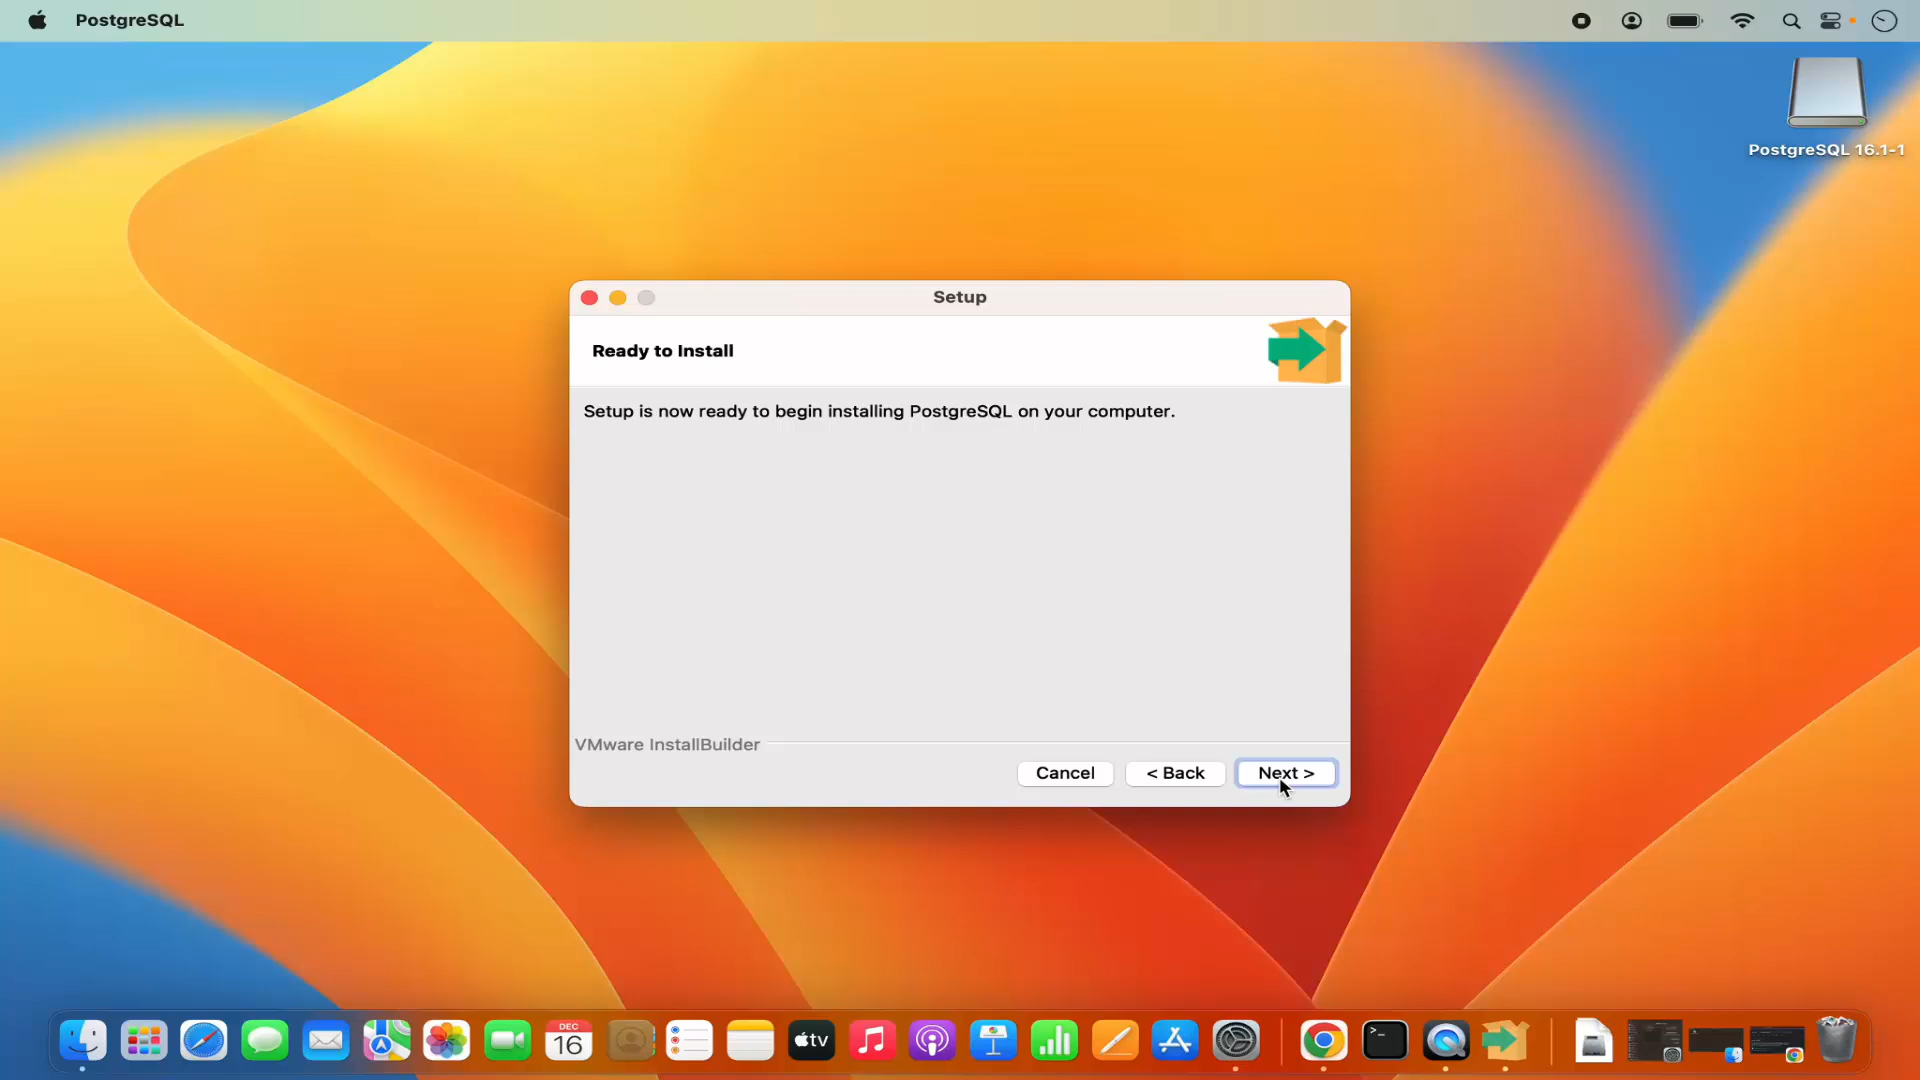 PostgreSQL
PostgreSQL 16.1-1
Setup
Ready to Install
Setup is now ready to begin installing PostgreSQL on your computer.
VMware InstallBuilder
Cancel
< Back
Next >
DEC
16
tv
>_